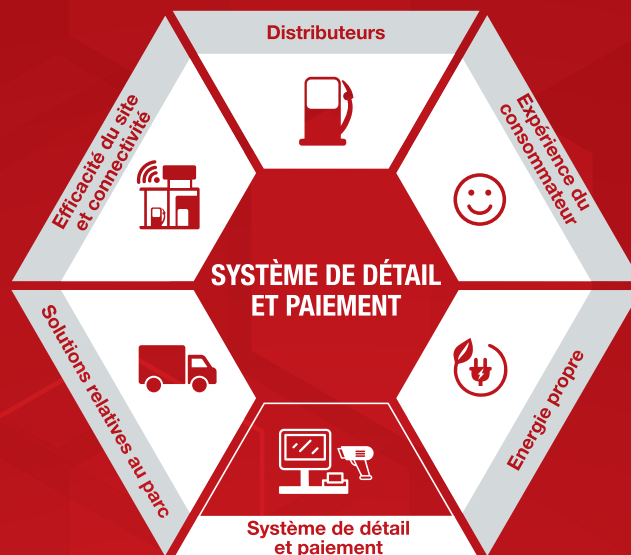 Distributeurs
Efficacité du site
et connectivité
Expérience du
consommateur
SYSTÈME DE DÉTAIL
ET PAIEMENT
Solutions relatives au parc
Energie propre
Système de détail
et paiement